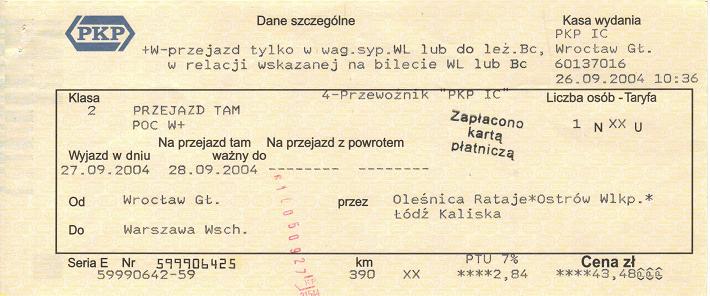 PKP
Dane szczególne
Kasa wydania
PKP IC
+W-przejazd tylko w wag.syp.WL lub do leż.Bc,
Wrocław Gł.
w relacji wskazanej na bilecie WL lub Bc
60137016
26.09.2004 10:36
Klasa
4-Przewoźnik "PKP IC"
Liczba osób - Taryfa
2 PRZEJAZD TAM
POC W+
Zapłacono kartą płatniczą
1 N XX U
Na przejazd tam
Na przejazd z powrotem
Wyjazd w dniu
ważny do
27.09.2004 28.09.2004 -------- --------
Od Wrocław Gł.
przez Oleśnica Rataje*Ostrów Wlkp.*
Łódź Kaliska
Do Warszawa Wsch.
Seria E Nr 599906425
km
PTU 7%
Cena zł
59990642-59
390 XX
****2,84
****43,48@@@